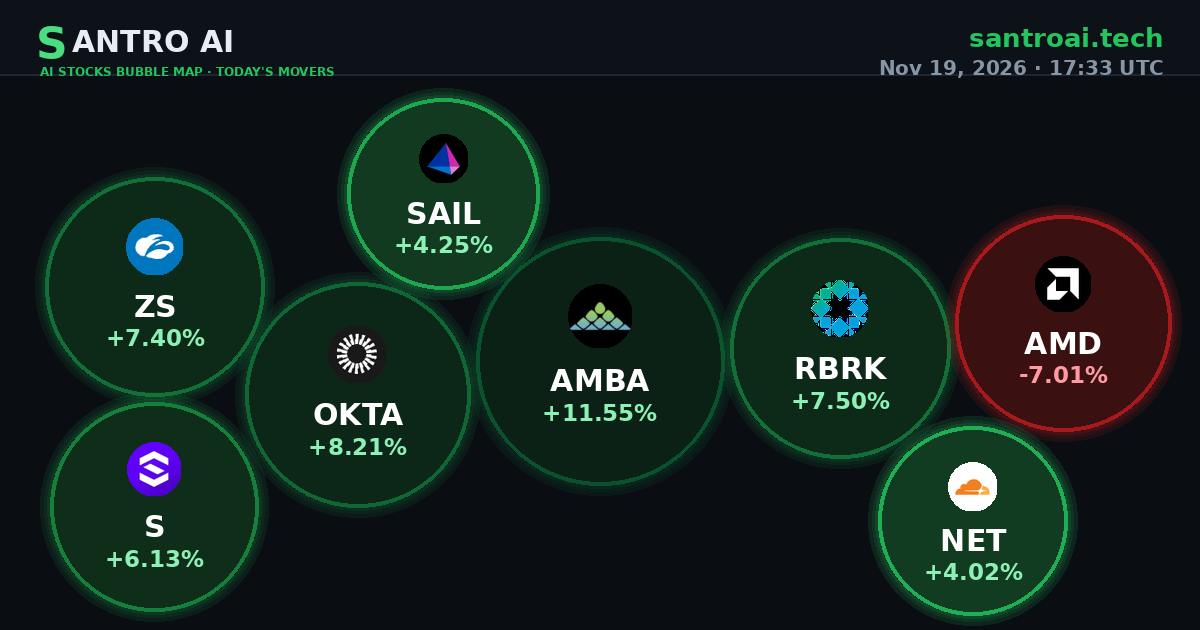 SANTRO AI
AI STOCKS BUBBLE MAP · TODAY'S MOVERS
santroai.tech
Nov 19, 2026 · 17:33 UTC
SAIL
+4.25%
ZS
+7.40%
OKTA
+8.21%
AMBA
+11.55%
RBRK
+7.50%
AMD
-7.01%
S
+6.13%
NET
+4.02%